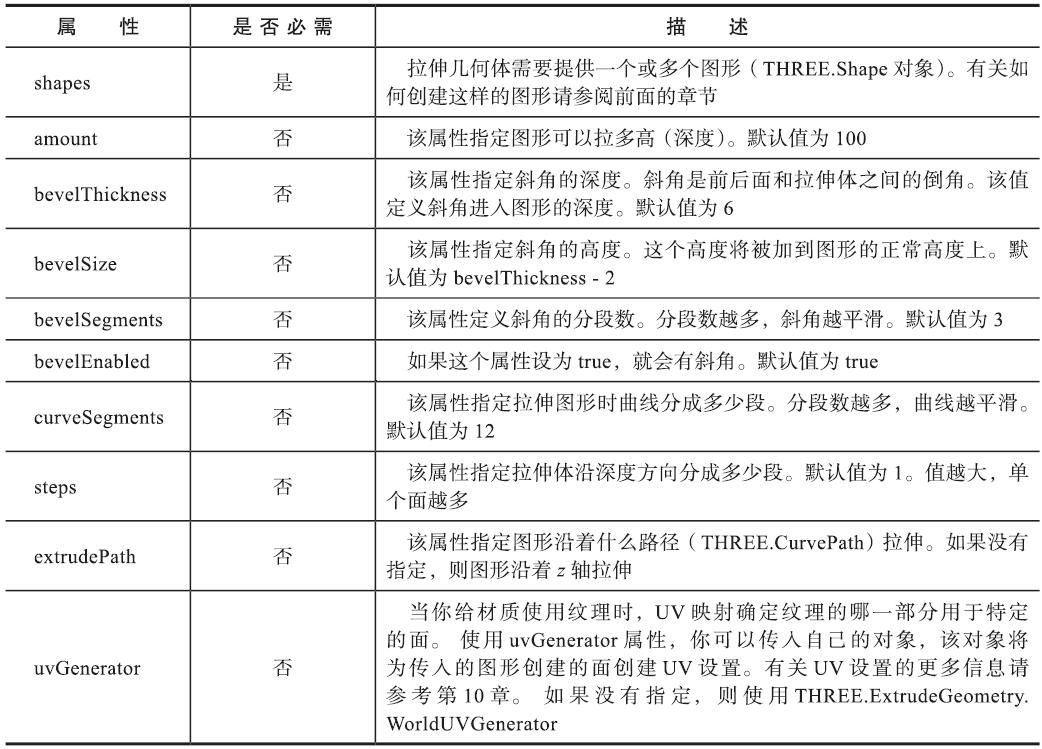 属 性 是否必需 描 述
shapes 是 拉伸几何体需要提供一个或多个图形（THREE.Shape 对象）。有关如
何创建这样的图形请参阅前面的章节
amount 否 该属性指定图形可以拉多高（深度）。默认值为 100
bevelThickness 否 该属性指定斜角的深度。斜角是前后面和拉伸体之间的倒角。该值
定义斜角进入图形的深度。默认值为 6
bevelSize 否 该属性指定斜角的高度。这个高度将被加到图形的正常高度上。默
认值为 bevelThickness - 2
bevelSegments 否 该属性定义斜角的分段数。分段数越多，斜角越平滑。默认值为 3
bevelEnabled 否 如果这个属性设为 true，就会有斜角。默认值为 true
curveSegments 否 该属性指定拉伸图形时曲线分成多少段。分段数越多，曲线越平滑。
默认值为 12
steps 否 该属性指定拉伸体沿深度方向分成多少段。默认值为 1。值越大，单
个面越多
extrudePath 否 该属性指定图形沿着什么路径（THREE.CurvePath）拉伸。如果没有
指定，则图形沿着 z 轴拉伸
uvGenerator 否 当你给材质使用纹理时，UV 映射确定纹理的哪一部分用于特定
的面。 使用 uvGenerator 属性，你可以传入自己的对象，该对象将
为传入的图形创建的面创建 UV 设置。有关 UV 设置的更多信息请
参考第 10 章。 如果没有指定，则使用 THREE.ExtrudeGeometry.
WorldUVGenerator